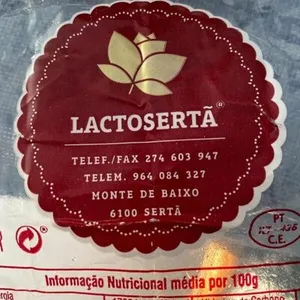 LACTOSERTÃ®
TELEF./FAX 274 603 947
TELEM. 964 084 327
MONTE DE BAIXO
6100 SERTÃ
PT
C.E.
Informação Nutricional média por 100g